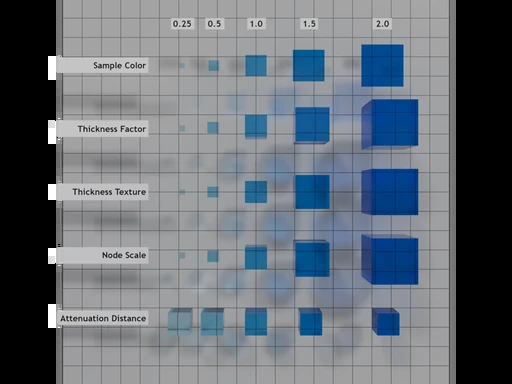 0.25 0.5 1.0 1.5 2.0
Sample Color
Thickness Factor
Thickness Texture
Node Scale
Attenuation Distance